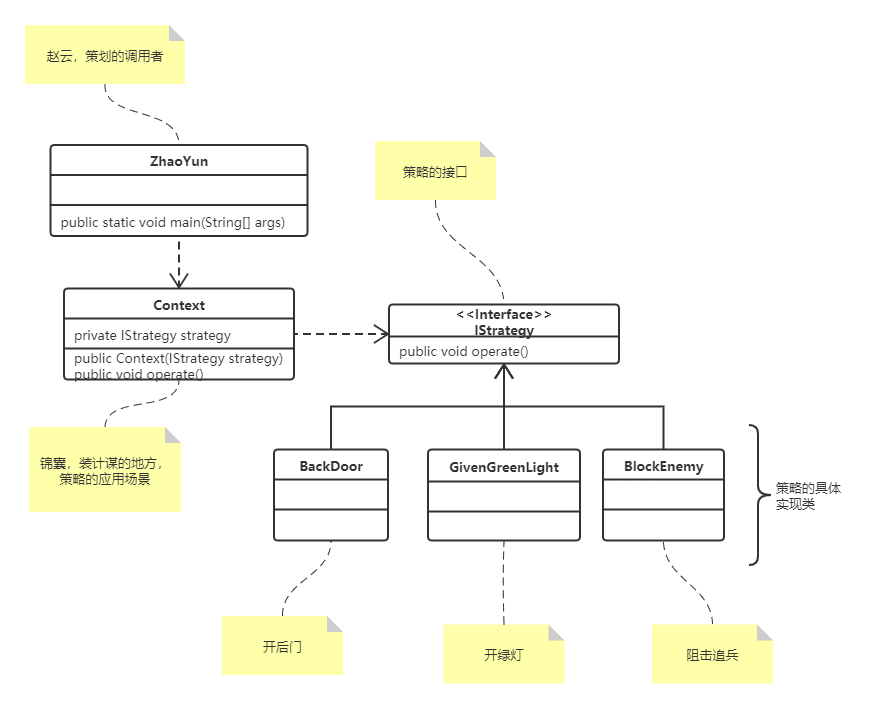 赵云，策划的调用者
ZhaoYun
public static void main(String[] args)
策略的接口
Context
private IStrategy strategy
public Context(IStrategy strategy)
public void operate()
<<Interface>>
IStrategy
public void operate()
锦囊，装计谋的地方，
策略的应用场景
BackDoor
GivenGreenLight
BlockEnemy
策略的具体
实现类
开后门
开绿灯
阻击追兵